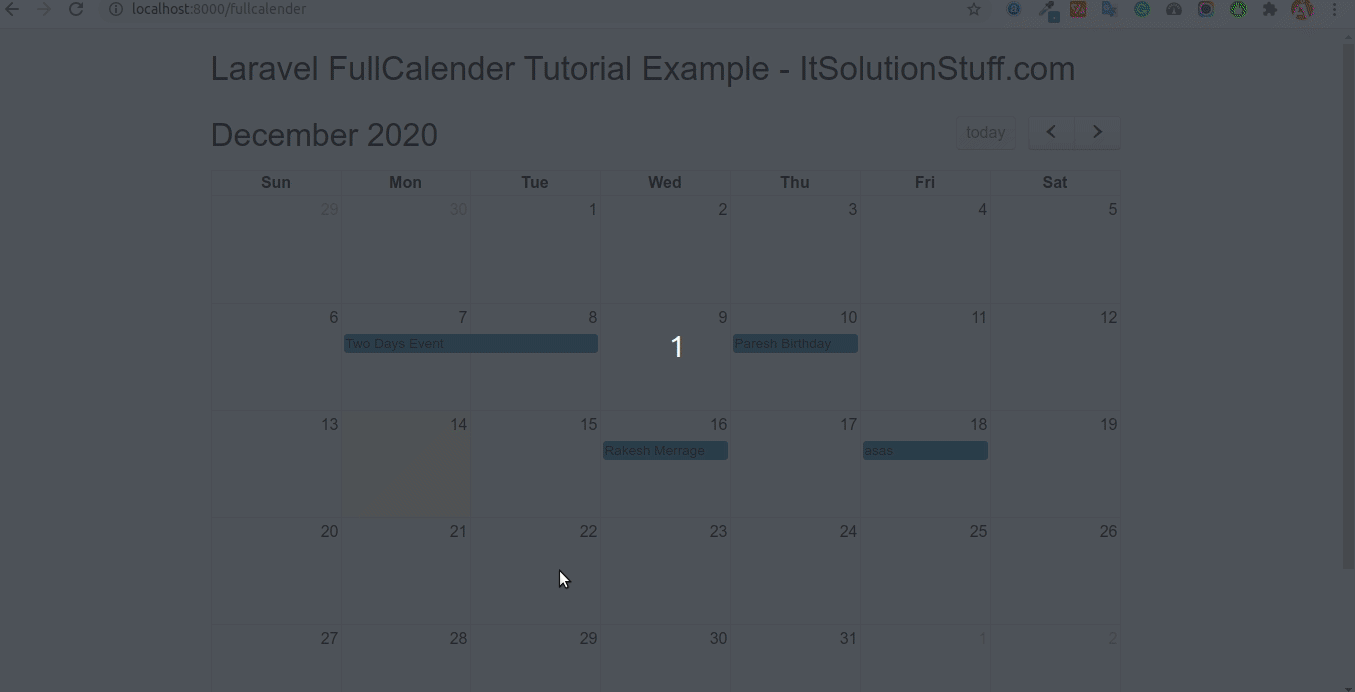 localhost:8000/fullcalender
Laravel FullCalender Tutorial Example - ItSolutionStuff.com
December 2020
today
Sun Mon Tue Wed Thu Fri Sat
29 30 1 2 3 4 5
6 7 8 9 10 11 12
Two Days Event 1 Paresh Birthday
13 14 15 16 17 18 19
Rakesh Merrage asas
20 21 22 23 24 25 26
27 28 29 30 31 1 2